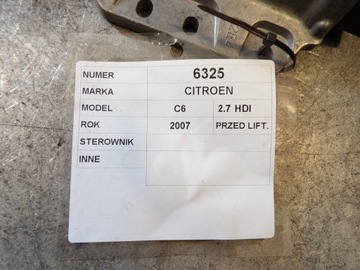 NUMER 6325
MARKA CITROEN
MODEL C6 2.7 HDI
ROK 2007 PRZED LIFT.
STEROWNIK
INNE